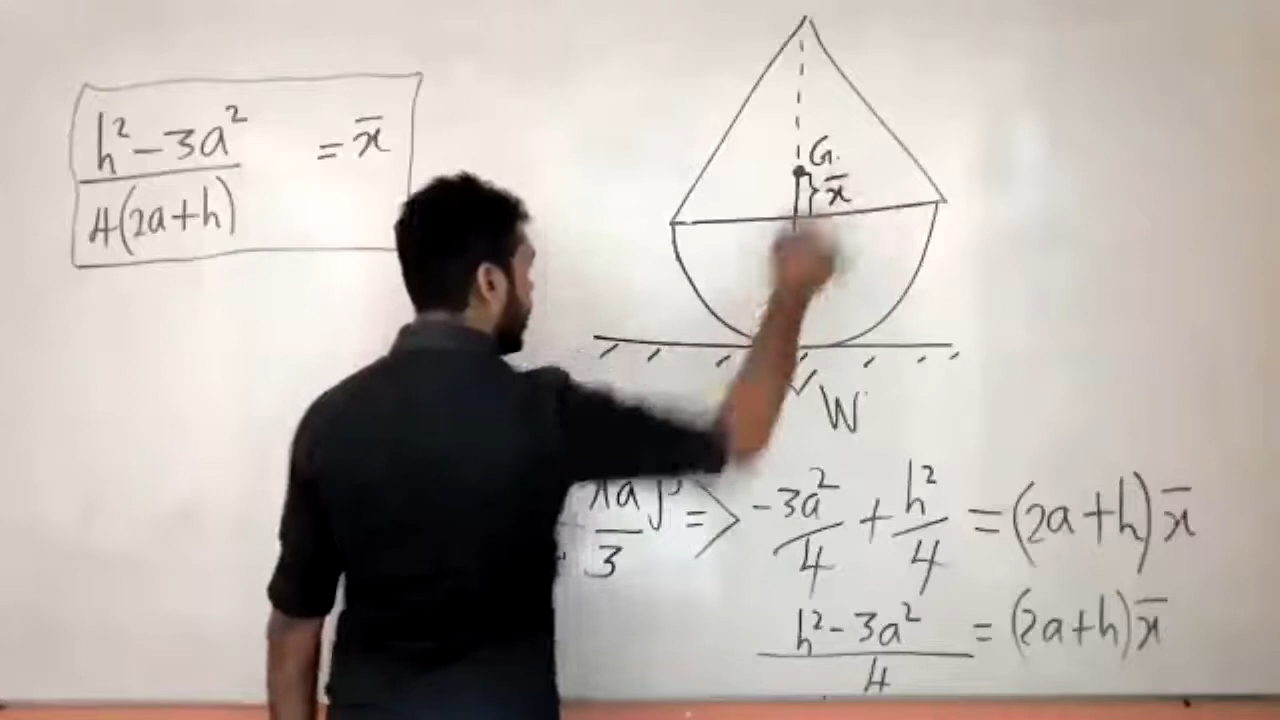 h² - 3a² / 4(2a+h) = x̄
G.
x̄
W
3
=> -3a²/4 + h²/4 = (2a+h)x̄
h² - 3a² / 4 = (2a+h)x̄